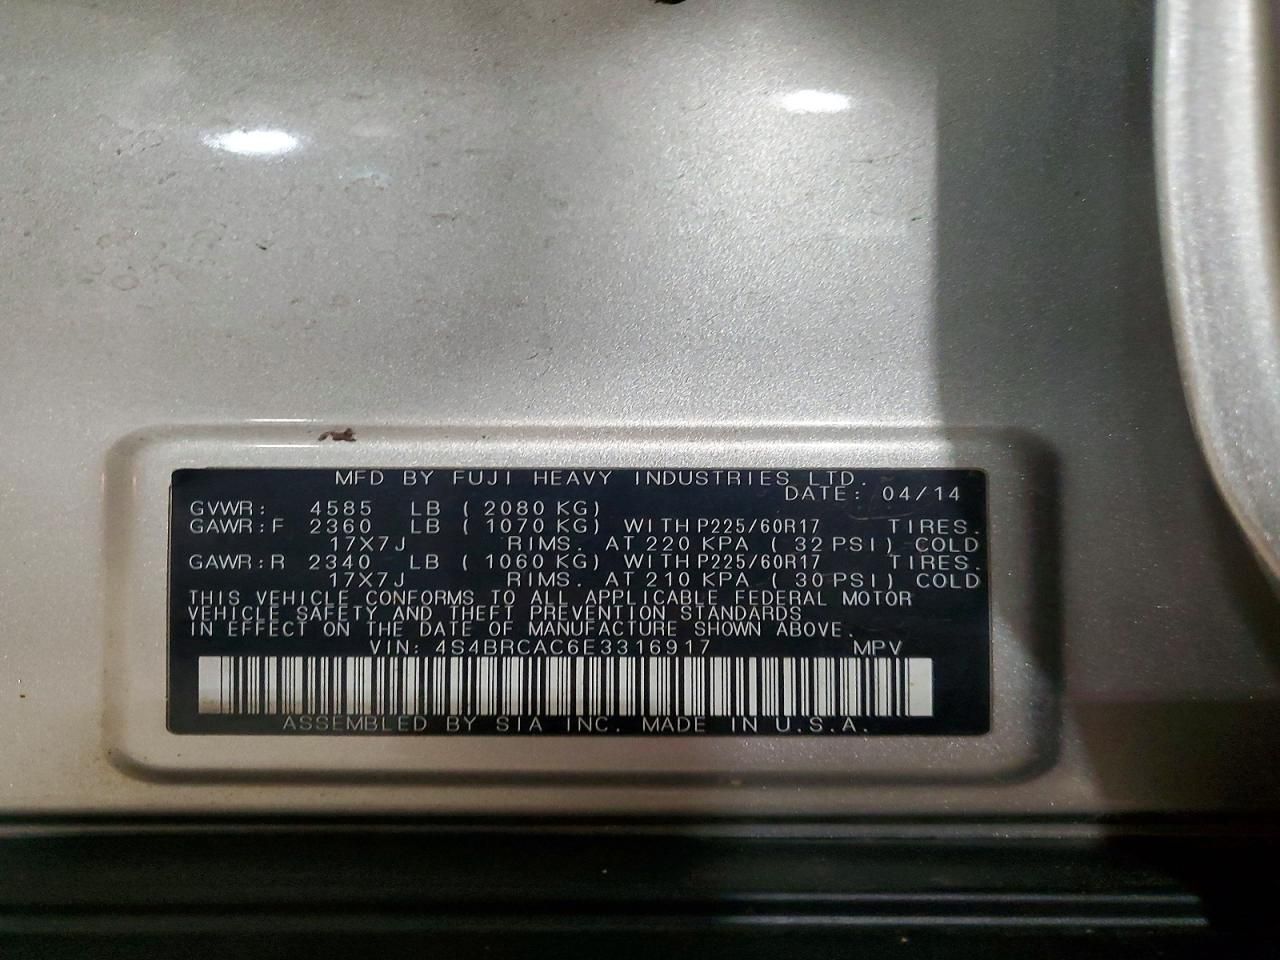 MFD BY FUJI HEAVY INDUSTRIES LTD.
DATE: 04/14
GVWR: 4585 LB ( 2080 KG)
GAWR:F 2360 LB ( 1070 KG) WITH P225/60R17 TIRES.
17X7J RIMS. AT 220 KPA ( 32 PSI) COLD
GAWR:R 2340 LB ( 1060 KG) WITH P225/60R17 TIRES.
17X7J RIMS. AT 210 KPA ( 30 PSI) COLD
THIS VEHICLE CONFORMS TO ALL APPLICABLE FEDERAL MOTOR
VEHICLE SAFETY AND THEFT PREVENTION STANDARDS
IN EFFECT ON THE DATE OF MANUFACTURE SHOWN ABOVE.
VIN: 4S4BRCAC6E3316917 MPV
ASSEMBLED BY SIA INC. MADE IN U.S.A.